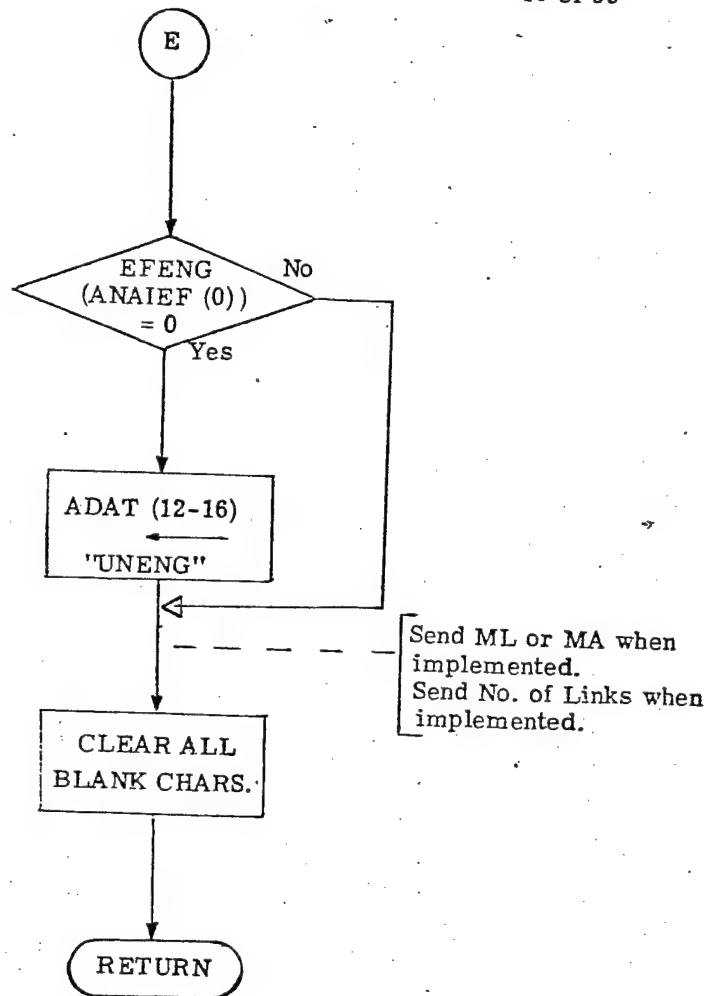 E
EFENG
(ANAIEF (0))
= 0
No
Yes
ADAT (12-16)
"UNENG"
Send ML or MA when
implemented.
Send No. of Links when
implemented.
CLEAR ALL
BLANK CHARS.
RETURN